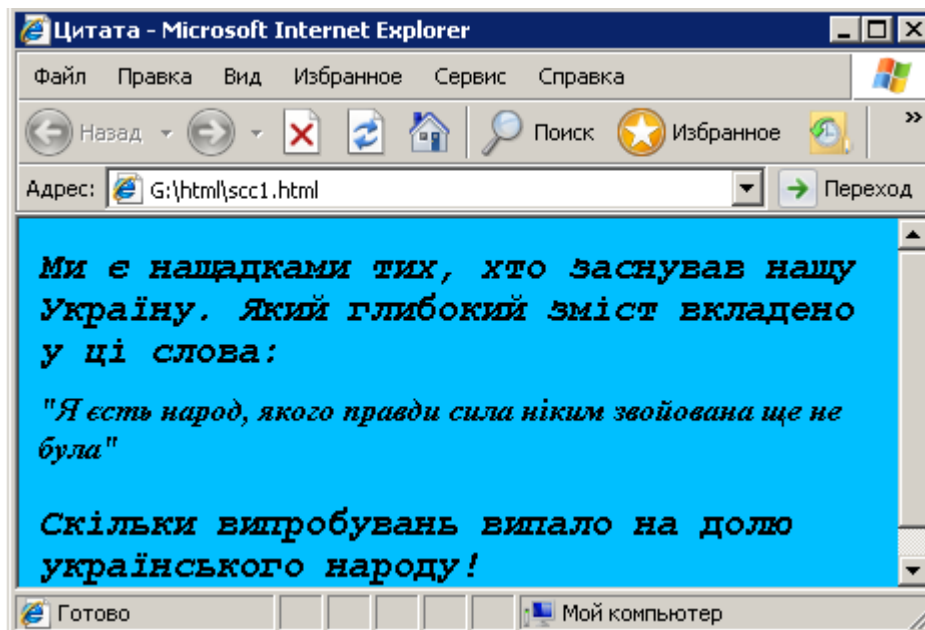 Цитата - Microsoft Internet Explorer
Файл Правка Вид Избранное Сервис Справка
Назад Поиск Избранное »
Адрес: G:\html\scc1.html Переход
Ми є нащадками тих, хто заснував нашу
Україну. Який глибокий зміст вкладено
у ці слова:
"Я єсть народ, якого правди сила ніким звойована ще не
була"
Скільки випробувань випало на долю
українського народу!
Готово Мой компьютер